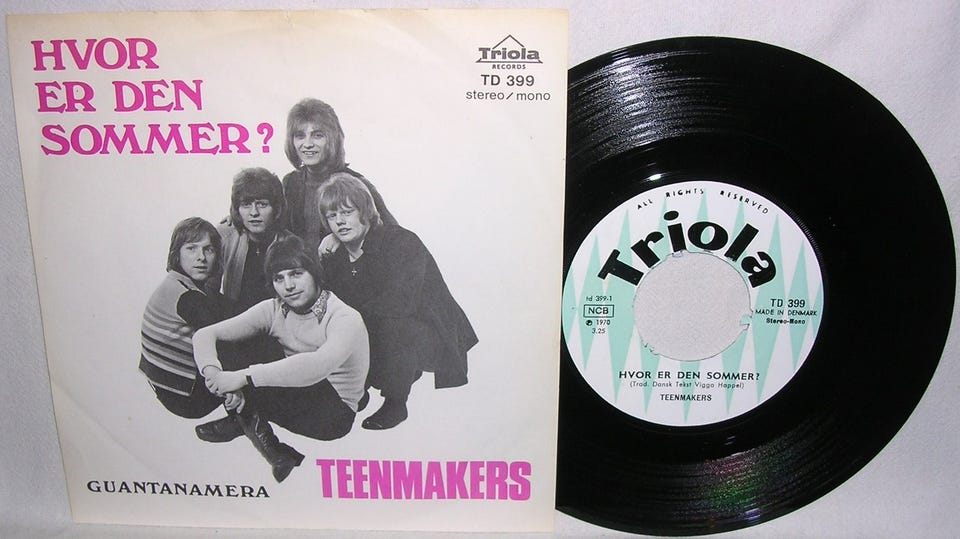 HVOR
ER DEN
SOMMER?
Triola
RECORDS
TD 399
stereo/mono
GUANTANAMERA
TEENMAKERS
ALL RIGHTS RESERVED
Triola
td 399-1
NCB
℗ 1970
3.25
TD 399
MADE IN DENMARK
Stereo-Mono
HVOR ER DEN SOMMER?
(Trad. Dansk Tekst Viggo Happel)
TEENMAKERS